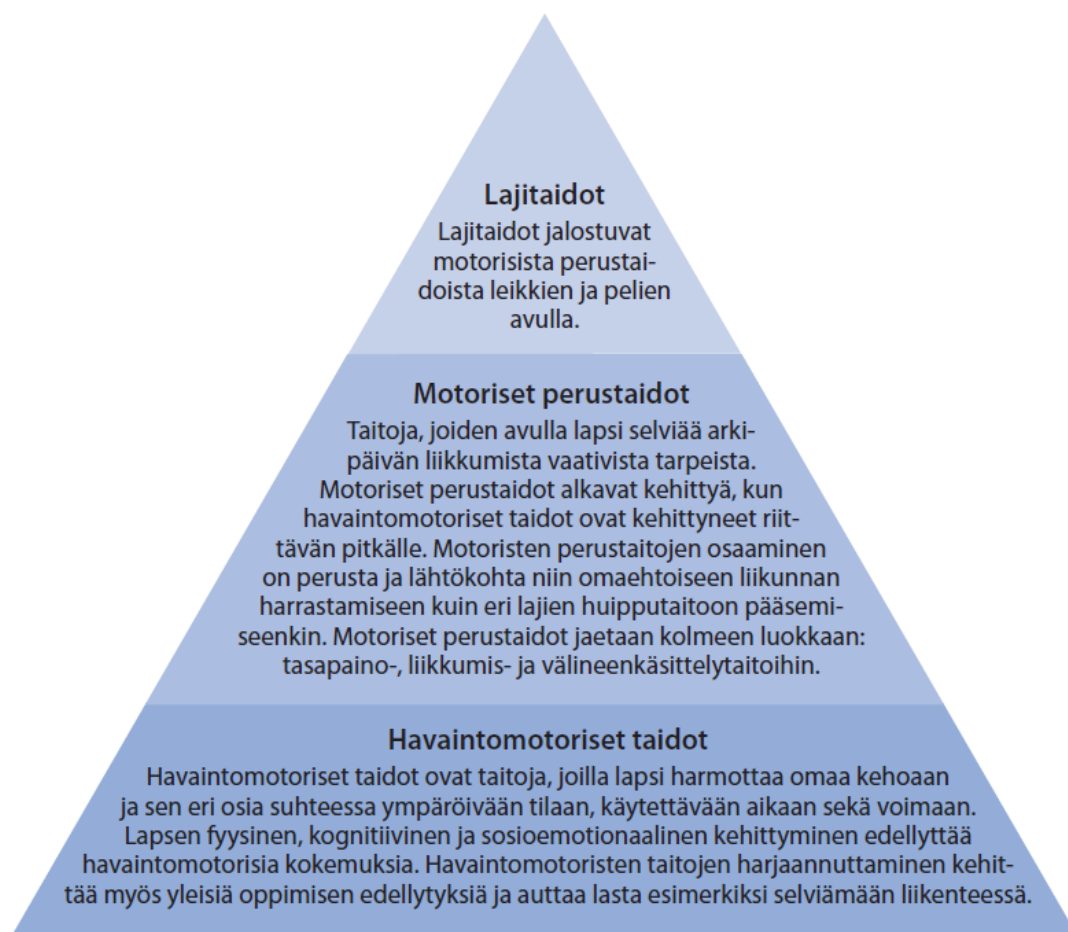 Lajitaidot
Lajitaidot jalostuvat
motorisista perustai-
doista leikkien ja pelien
avulla.
Motoriset perustaidot
Taitoja, joiden avulla lapsi selviää arki-
päivän liikkumista vaativista tarpeista.
Motoriset perustaidot alkavat kehittyä, kun
havaintomotoriset taidot ovat kehittyneet riit-
tävän pitkälle. Motoristen perustaitojen osaaminen
on perusta ja lähtökohta niin omaehtoiseen liikunnan
harrastamiseen kuin eri lajien huipputaitoon pääsemi-
seenkin. Motoriset perustaidot jaetaan kolmeen luokkaan:
tasapaino-, liikkumis- ja välineenkäsittelytaitoihin.
Havaintomotoriset taidot
Havaintomotoriset taidot ovat taitoja, joilla lapsi harmottaa omaa kehoaan
ja sen eri osia suhteessa ympäröivään tilaan, käytettävään aikaan sekä voimaan.
Lapsen fyysinen, kognitiivinen ja sosioemotionaalinen kehittyminen edellyttää
havaintomotorisia kokemuksia. Havaintomotoristen taitojen harjaannuttaminen kehit-
tää myös yleisiä oppimisen edellytyksiä ja auttaa lasta esimerkiksi selviämään liikenteessä.